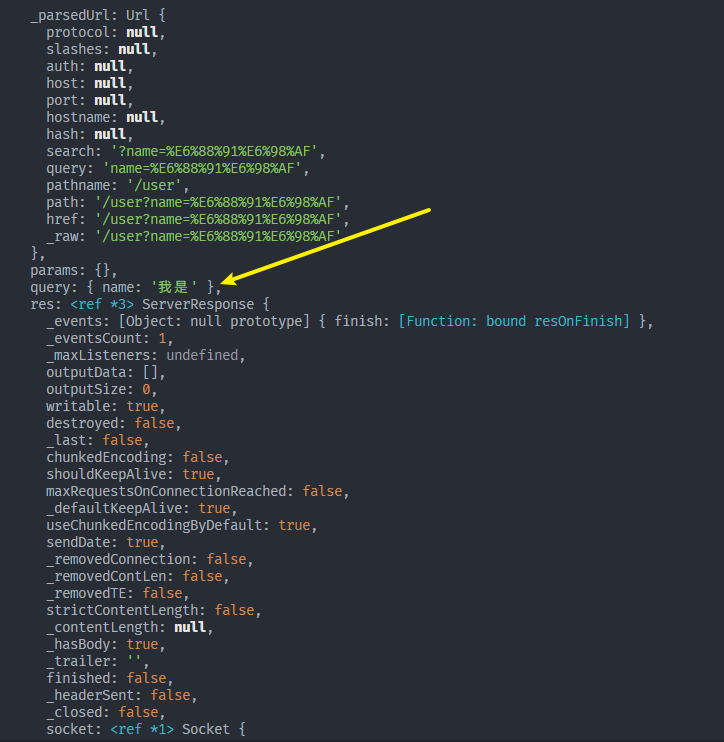 _parsedUrl: Url {
protocol: null,
slashes: null,
auth: null,
host: null,
port: null,
hostname: null,
hash: null,
search: '?name=%E6%88%91%E6%98%AF',
query: 'name=%E6%88%91%E6%98%AF',
pathname: '/user',
path: '/user?name=%E6%88%91%E6%98%AF',
href: '/user?name=%E6%88%91%E6%98%AF',
_raw: '/user?name=%E6%88%91%E6%98%AF'
},
params: {},
query: { name: '我是' },
res: <ref *3> ServerResponse {
_events: [Object: null prototype] { finish: [Function: bound resOnFinish] },
_eventsCount: 1,
_maxListeners: undefined,
outputData: [],
outputSize: 0,
writable: true,
destroyed: false,
_last: false,
chunkedEncoding: false,
shouldKeepAlive: true,
maxRequestsOnConnectionReached: false,
_defaultKeepAlive: true,
useChunkedEncodingByDefault: true,
sendDate: true,
_removedConnection: false,
_removedContLen: false,
_removedTE: false,
strictContentLength: false,
_contentLength: null,
_hasBody: true,
_trailer: '',
finished: false,
_headerSent: false,
_closed: false,
socket: <ref *1> Socket {